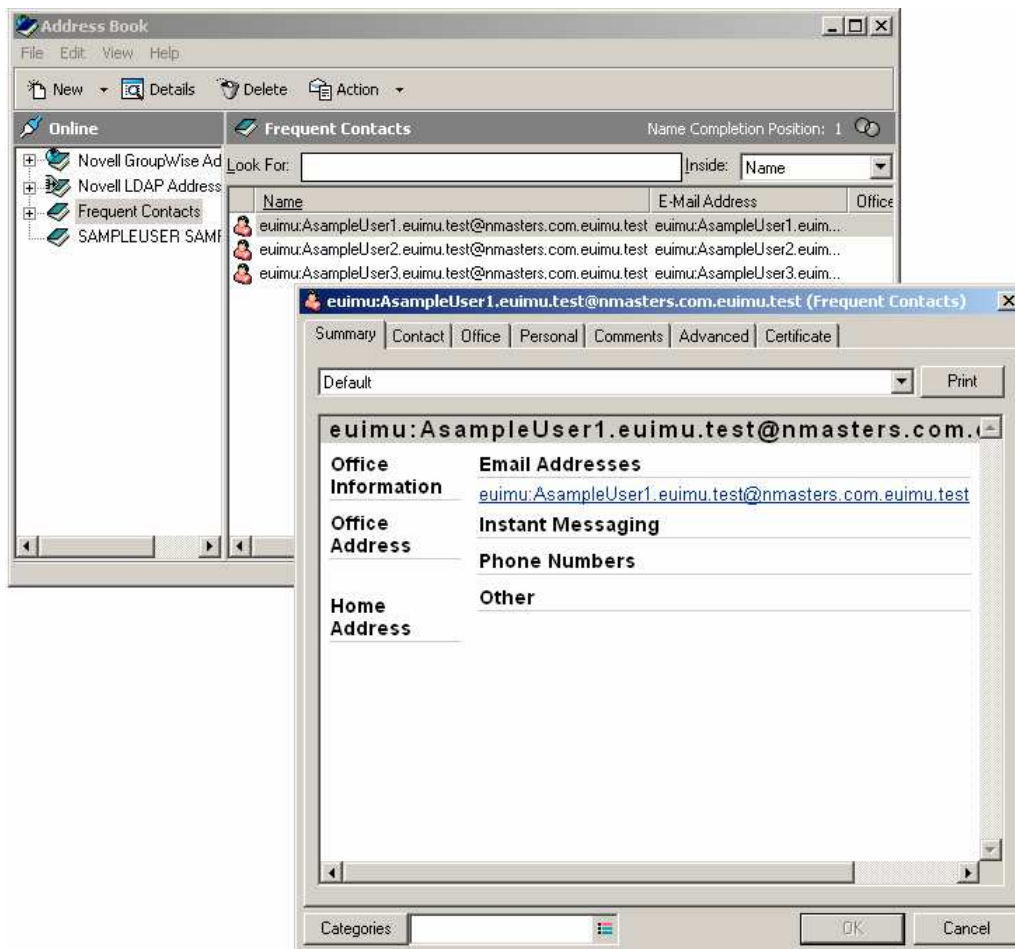 Address Book
File Edit View Help
New Details Delete Action
Online
Novell GroupWise Ad
Novell LDAP Address
Frequent Contacts
SAMPLEUSER SAMF
Frequent Contacts Name Completion Position: 1
Look For: Inside: Name
Name E-Mail Address Office
euimu:AsampleUser1.euimu.test@nmasters.com.euimu.test euimu:AsampleUser1.euim...
euimu:AsampleUser2.euimu.test@nmasters.com.euimu.test euimu:AsampleUser2.euim...
euimu:AsampleUser3.euimu.test@nmasters.com.euimu.test euimu:AsampleUser3.euim...
euimu:AsampleUser1.euimu.test@nmasters.com.euimu.test (Frequent Contacts)
Summary Contact Office Personal Comments Advanced Certificate
Default Print
euimu:AsampleUser1.euimu.test@nmasters.com.
Office Information
Office Address
Home Address
Email Addresses
euimu:AsampleUser1.euimu.test@nmasters.com.euimu.test
Instant Messaging
Phone Numbers
Other
Categories OK Cancel